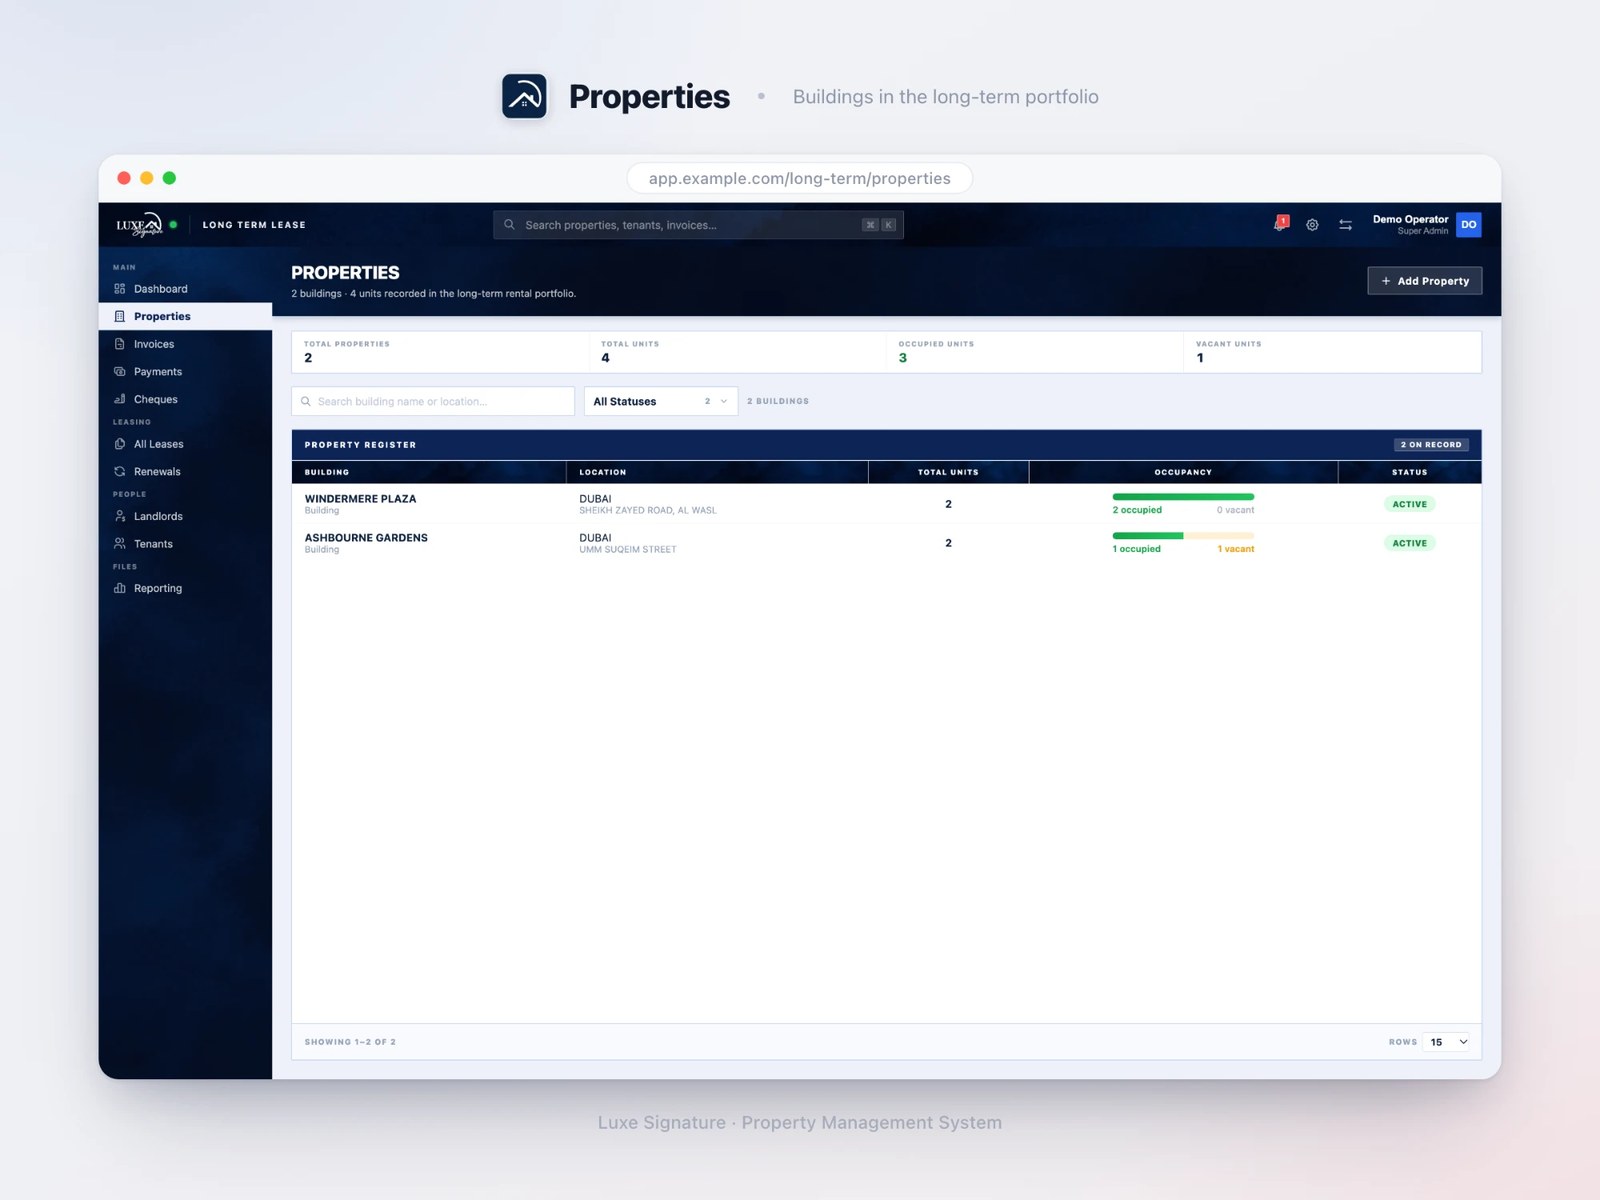 Properties • Buildings in the long-term portfolio
app.example.com/long-term/properties
LUXE Signature
LONG TERM LEASE
Search properties, tenants, invoices...
⌘ K
1
Demo Operator
Super Admin
DO
MAIN
Dashboard
Properties
Invoices
Payments
Cheques
LEASING
All Leases
Renewals
PEOPLE
Landlords
Tenants
FILES
Reporting
PROPERTIES
2 buildings · 4 units recorded in the long-term rental portfolio.
+ Add Property
TOTAL PROPERTIES
2
TOTAL UNITS
4
OCCUPIED UNITS
3
VACANT UNITS
1
Search building name or location...
All Statuses 2
2 BUILDINGS
PROPERTY REGISTER
2 ON RECORD
BUILDING LOCATION TOTAL UNITS OCCUPANCY STATUS
WINDERMERE PLAZA
Building
DUBAI
SHEIKH ZAYED ROAD, AL WASL
2
2 occupied 0 vacant
ACTIVE
ASHBOURNE GARDENS
Building
DUBAI
UMM SUQEIM STREET
2
1 occupied 1 vacant
ACTIVE
SHOWING 1–2 OF 2
ROWS 15
Luxe Signature · Property Management System